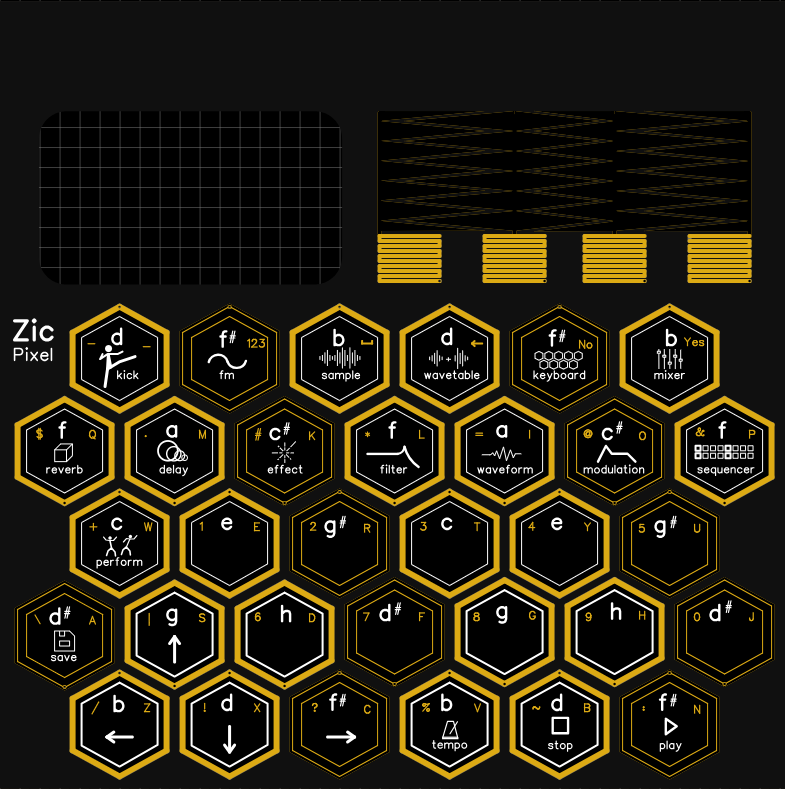 Zic
Pixel
d
–
–
kick
f#
123
fm
b
sample
d
←
wavetable
f#
No
keyboard
b
Yes
mixer
$ f Q
reverb
. a M
delay
# c# K
effect
* f L
filter
= a I
waveform
@ c# O
modulation
& f P
sequencer
+ c W
perform
1 e E
2 g# R
3 c T
4 e Y
5 g# U
\ d# A
save
| g S
↑
6 h D
7 d# F
8 g G
9 h H
0 d# J
/ b Z
←
! d X
↓
? f# C
→
% b V
tempo
~ d B
stop
: f# N
play